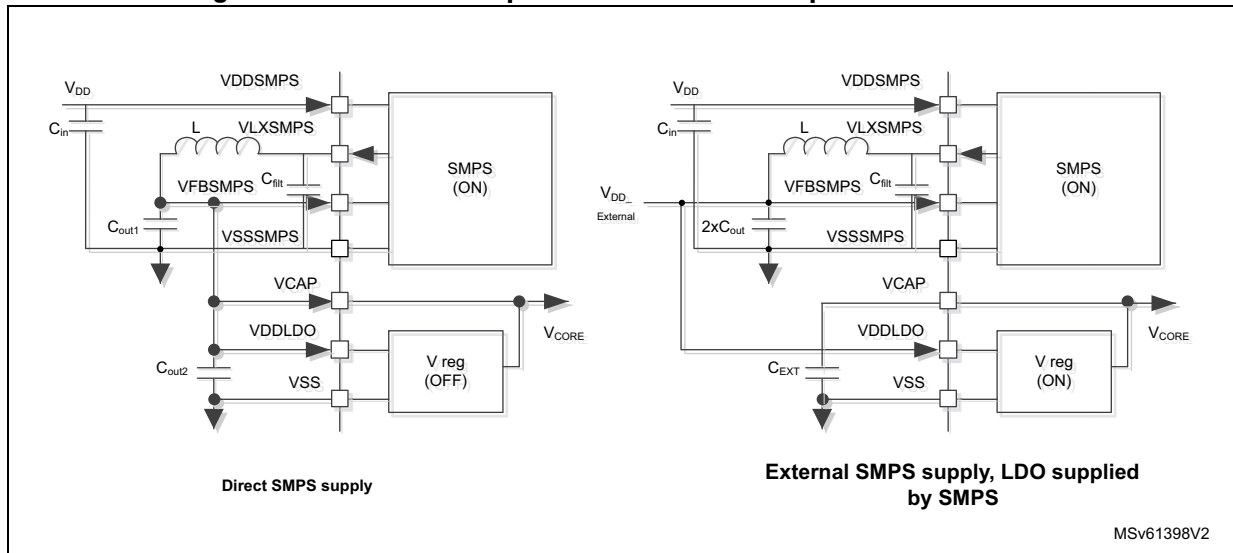 VDD
VDDSMPS
Cin
L
VLXSMPS
SMPS
(ON)
VFBSMPS
Cfilt
Cout1
VSSSMPS
VCAP
VCORE
VDDLDO
Cout2
V reg
(OFF)
VSS
Direct SMPS supply
VDD
VDDSMPS
Cin
L
VLXSMPS
SMPS
(ON)
VDD_
External
VFBSMPS
Cfilt
2xCout
VSSSMPS
VCAP
VCORE
VDDLDO
CEXT
V reg
(ON)
VSS
External SMPS supply, LDO supplied
by SMPS
MSv61398V2